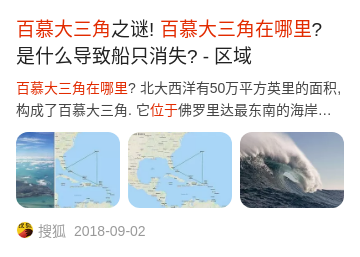 百慕大三角之谜! 百慕大三角在哪里?
是什么导致船只消失? - 区域
百慕大三角在哪里? 北大西洋有50万平方英里的面积,
构成了百慕大三角. 它位于佛罗里达最东南的海岸...
搜狐 2018-09-02